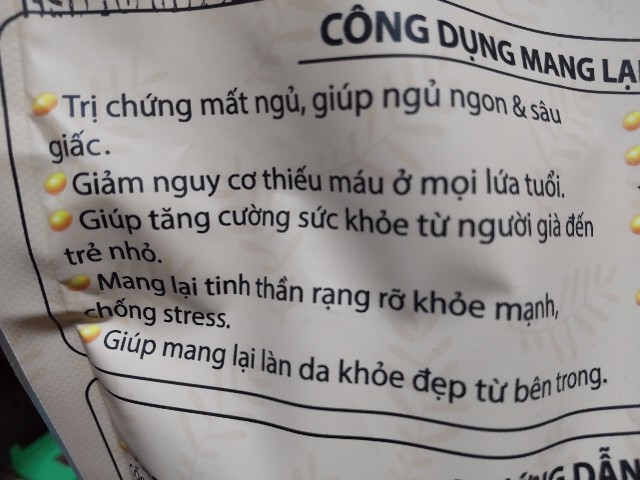 CÔNG DỤNG MANG LẠI
Trị chứng mất ngủ, giúp ngủ ngon & sâu
giấc.
Giảm nguy cơ thiếu máu ở mọi lứa tuổi.
Giúp tăng cường sức khỏe từ người già đến
trẻ nhỏ.
Mang lại tinh thần rạng rỡ khỏe mạnh,
chống stress.
Giúp mang lại làn da khỏe đẹp từ bên trong.
DẪN